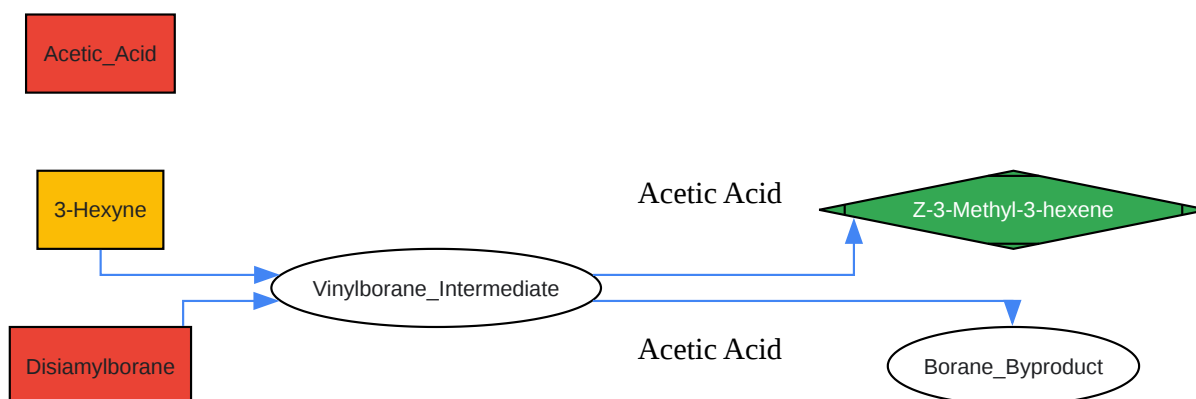 Acetic_Acid
3-Hexyne
Acetic Acid
Z-3-Methyl-3-hexene
Vinylborane_Intermediate
Acetic Acid
Disiamylborane
Borane_Byproduct